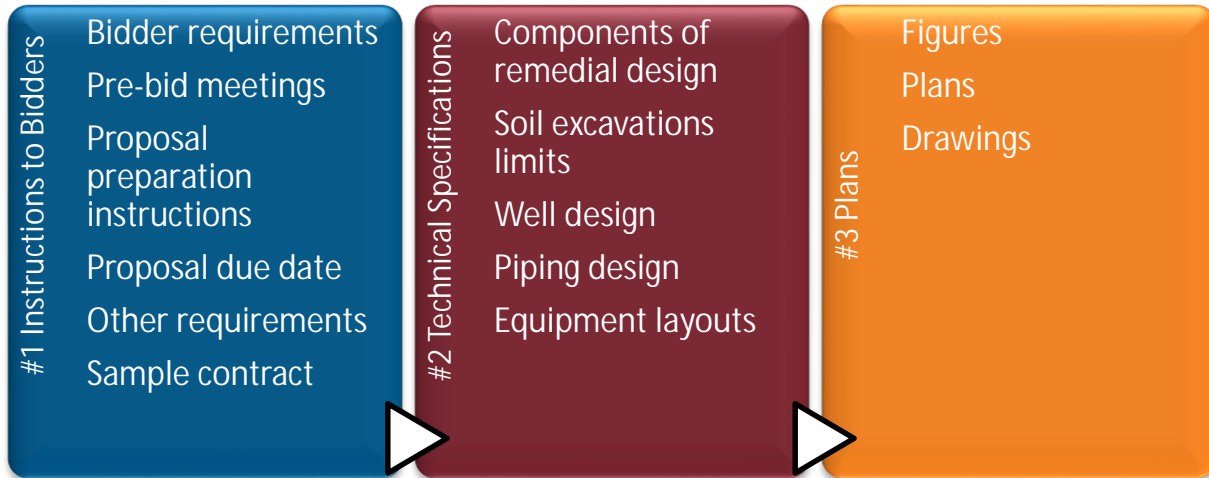 #1 Instructions to Bidders
Bidder requirements
Pre-bid meetings
Proposal
preparation
instructions
Proposal due date
Other requirements
Sample contract
#2 Technical Specifications
Components of
remedial design
Soil excavations
limits
Well design
Piping design
Equipment layouts
#3 Plans
Figures
Plans
Drawings